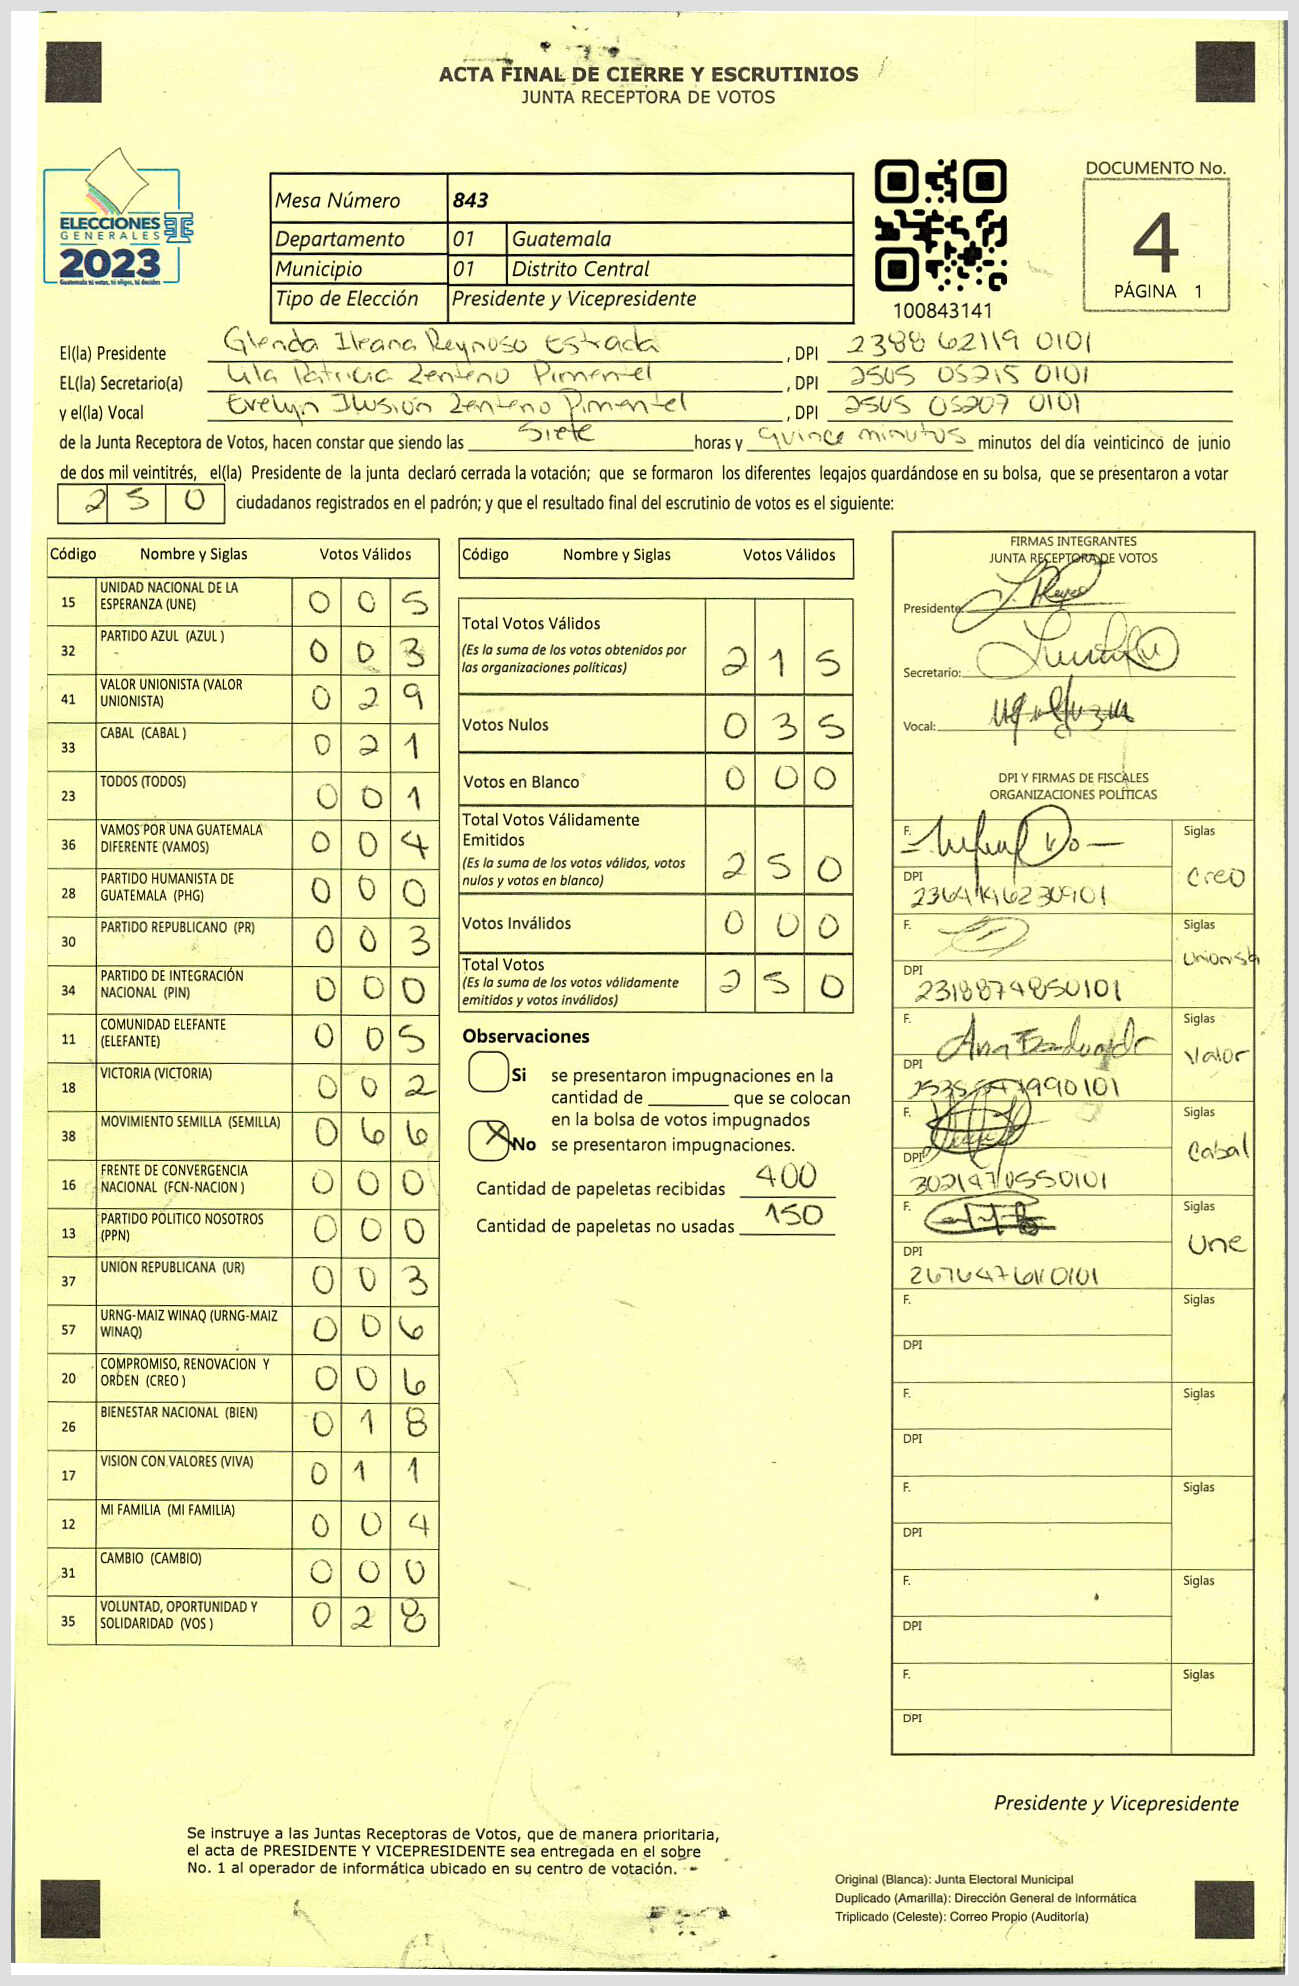 ACTA FINAL DE CIERRE Y ESCRUTINIOS
JUNTA RECEPTORA DE VOTOS
ELECCIONES
GENERALES
2023
Guatemala tú votas, tú eliges, tú decides
Mesa Número 843
Departamento 01 Guatemala
Municipio 01 Distrito Central
Tipo de Elección Presidente y Vicepresidente
100843141
DOCUMENTO No.
4
PÁGINA 1
El(la) Presidente Glenda Ileana Reynoso Estrada , DPI 2388 62119 0101
EL(la) Secretario(a) Lila Patricia Zenteno Pimentel , DPI 2505 05215 0101
y el(la) Vocal Evelyn Ilusión Zenteno Pimentel , DPI 2505 05207 0101
de la Junta Receptora de Votos, hacen constar que siendo las Siete horas y quince minutos minutos del día veinticinco de junio
de dos mil veintitrés, el(la) Presidente de la junta declaró cerrada la votación; que se formaron los diferentes legajos guardándose en su bolsa, que se presentaron a votar
250 ciudadanos registrados en el padrón; y que el resultado final del escrutinio de votos es el siguiente:
Código Nombre y Siglas Votos Válidos
15 UNIDAD NACIONAL DE LA ESPERANZA (UNE) 0 0 5
32 PARTIDO AZUL (AZUL ) 0 0 3
41 VALOR UNIONISTA (VALOR UNIONISTA) 0 2 9
33 CABAL (CABAL ) 0 2 1
23 TODOS (TODOS) 0 0 1
36 VAMOS POR UNA GUATEMALA DIFERENTE (VAMOS) 0 0 4
28 PARTIDO HUMANISTA DE GUATEMALA (PHG) 0 0 0
30 PARTIDO REPUBLICANO (PR) 0 0 3
34 PARTIDO DE INTEGRACIÓN NACIONAL (PIN) 0 0 0
11 COMUNIDAD ELEFANTE (ELEFANTE) 0 0 5
18 VICTORIA (VICTORIA) 0 0 2
38 MOVIMIENTO SEMILLA (SEMILLA) 0 6 6
16 FRENTE DE CONVERGENCIA NACIONAL (FCN-NACION ) 0 0 0
13 PARTIDO POLITICO NOSOTROS (PPN) 0 0 0
37 UNION REPUBLICANA (UR) 0 0 3
57 URNG-MAIZ WINAQ (URNG-MAIZ WINAQ) 0 0 6
20 COMPROMISO, RENOVACION Y ORDEN (CREO ) 0 0 6
26 BIENESTAR NACIONAL (BIEN) 0 1 8
17 VISION CON VALORES (VIVA) 0 1 1
12 MI FAMILIA (MI FAMILIA) 0 0 4
31 CAMBIO (CAMBIO) 0 0 0
35 VOLUNTAD, OPORTUNIDAD Y SOLIDARIDAD (VOS ) 0 2 8
Código Nombre y Siglas Votos Válidos
Total Votos Válidos
(Es la suma de los votos obtenidos por
las organizaciones políticas) 2 1 5
Votos Nulos 0 3 5
Votos en Blanco 0 0 0
Total Votos Válidamente
Emitidos
(Es la suma de los votos válidos, votos
nulos y votos en blanco) 2 5 0
Votos Inválidos 0 0 0
Total Votos
(Es la suma de los votos válidamente
emitidos y votos inválidos) 2 5 0
Observaciones
Si se presentaron impugnaciones en la
cantidad de ________ que se colocan
en la bolsa de votos impugnados
X No se presentaron impugnaciones.
Cantidad de papeletas recibidas 400
Cantidad de papeletas no usadas 150
FIRMAS INTEGRANTES
JUNTA RECEPTORA DE VOTOS
Presidente:
Secretario:
Vocal:
DPI Y FIRMAS DE FISCALES
ORGANIZACIONES POLÍTICAS
F. Siglas
DPI Creo
F. Siglas
Unionista
DPI 2318874850101
F. Ana Siglas
Valor
DPI
F. Siglas
Cabal
DPI
F. Siglas
Une
DPI
F. Siglas
DPI
F. Siglas
DPI
F. Siglas
DPI
F. Siglas
DPI
F. Siglas
DPI
Presidente y Vicepresidente
Se instruye a las Juntas Receptoras de Votos, que de manera prioritaria,
el acta de PRESIDENTE Y VICEPRESIDENTE sea entregada en el sobre
No. 1 al operador de informática ubicado en su centro de votación.
Original (Blanca): Junta Electoral Municipal
Duplicado (Amarilla): Dirección General de Informática
Triplicado (Celeste): Correo Propio (Auditoría)